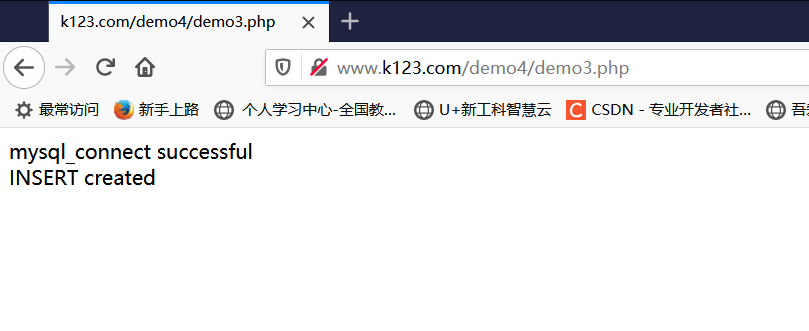 k123.com/demo4/demo3.php
www.k123.com/demo4/demo3.php
最常访问 新手上路 个人学习中心-全国教... U+新工科智慧云 CSDN - 专业开发者社... 吾
mysql_connect successful
INSERT created